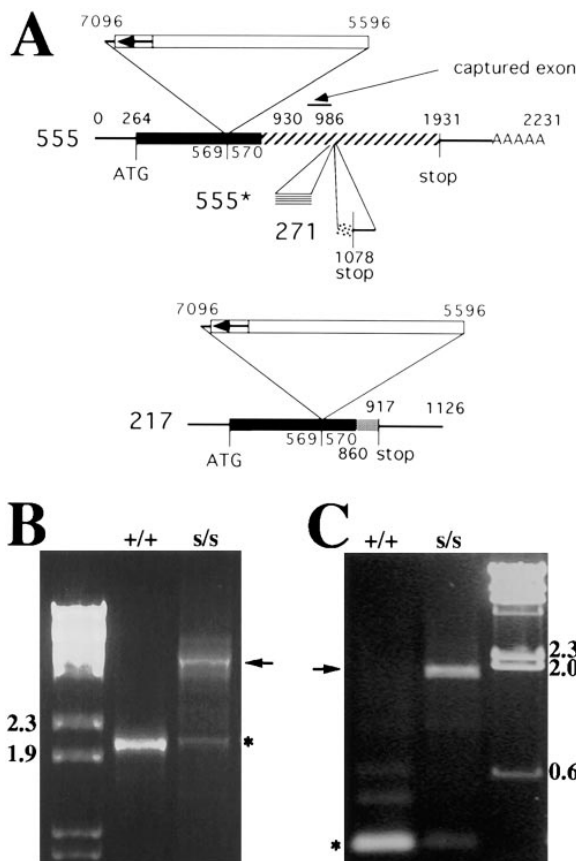 A
7096 5596
captured exon
0 264 930 986 1931 2231
555 AAAAA
569 570
ATG stop
555*
271
1078
stop
7096 5596
217 917 1126
569 570
ATG 860 stop
B
+/+ s/s
2.3
1.9
*
C
+/+ s/s
2.3
2.0
0.6
*